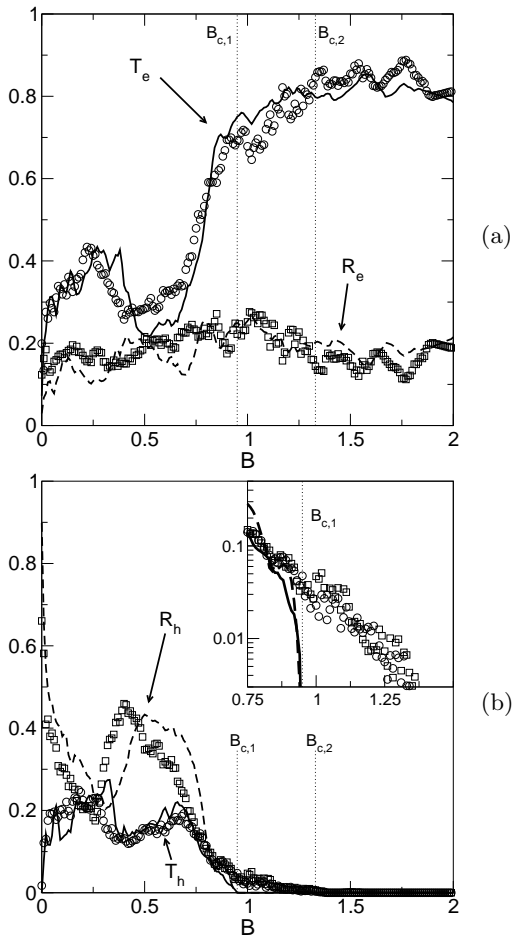 1
B_{c,1}
B_{c,2}
T_e
0.8
0.6
(a)
0.4
R_e
0.2
0
0 0.5 1 1.5 2
B
1
B_{c,1}
0.1
0.01
0.75 1 1.25
0.8
0.6
R_h
(b)
0.4
B_{c,1}
B_{c,2}
0.2
T_h
0
0 0.5 1 1.5 2
B